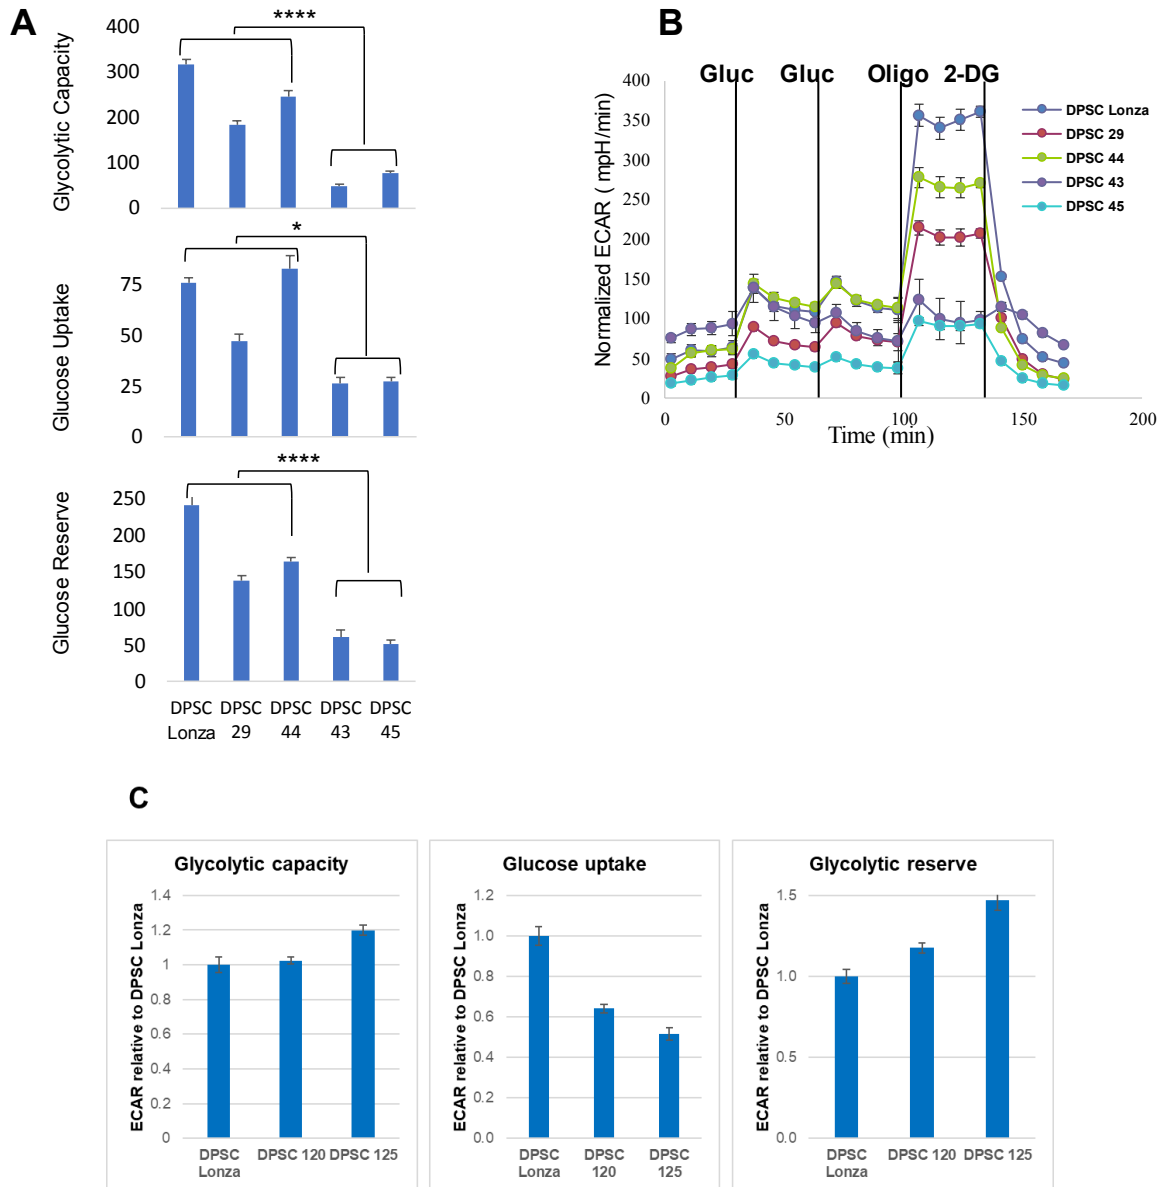 A
Glycolytic Capacity
400
300
200
100
0
****
Glucose Uptake
75
50
25
0
*
Glucose Reserve
250
200
150
100
50
0
****
DPSC Lonza
DPSC 29
DPSC 44
DPSC 43
DPSC 45
B
Normalized ECAR ( mpH/min)
400
350
300
250
200
150
100
50
0
Gluc Gluc Oligo 2-DG
DPSC Lonza
DPSC 29
DPSC 44
DPSC 43
DPSC 45
0 50 100 150 200
Time (min)
C
Glycolytic capacity
ECAR relative to DPSC Lonza
1.4
1.2
1
0.8
0.6
0.4
0.2
0
DPSC Lonza
DPSC 120
DPSC 125
Glucose uptake
ECAR relative to DPSC Lonza
1.2
1.0
0.8
0.6
0.4
0.2
0.0
DPSC Lonza
DPSC 120
DPSC 125
Glycolytic reserve
ECAR relative to DPSC Lonza
1.5
1.0
0.5
0.0
DPSC Lonza
DPSC 120
DPSC 125